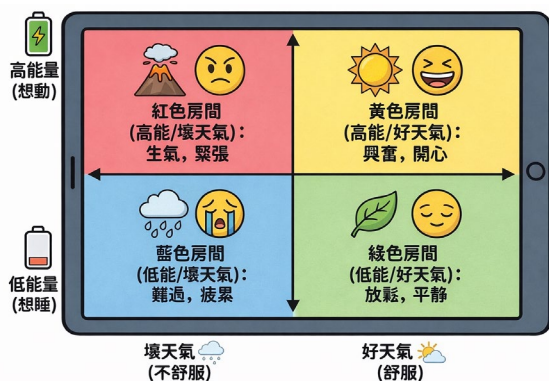 高能量
(想動)
紅色房間
(高能/壞天氣)：
生氣, 緊張
黃色房間
(高能/好天氣)：
興奮, 開心
低能量
(想睡)
藍色房間
(低能/壞天氣)：
難過, 疲累
綠色房間
(低能/好天氣)：
放鬆, 平静
壞天氣
(不舒服)
好天氣
(舒服)